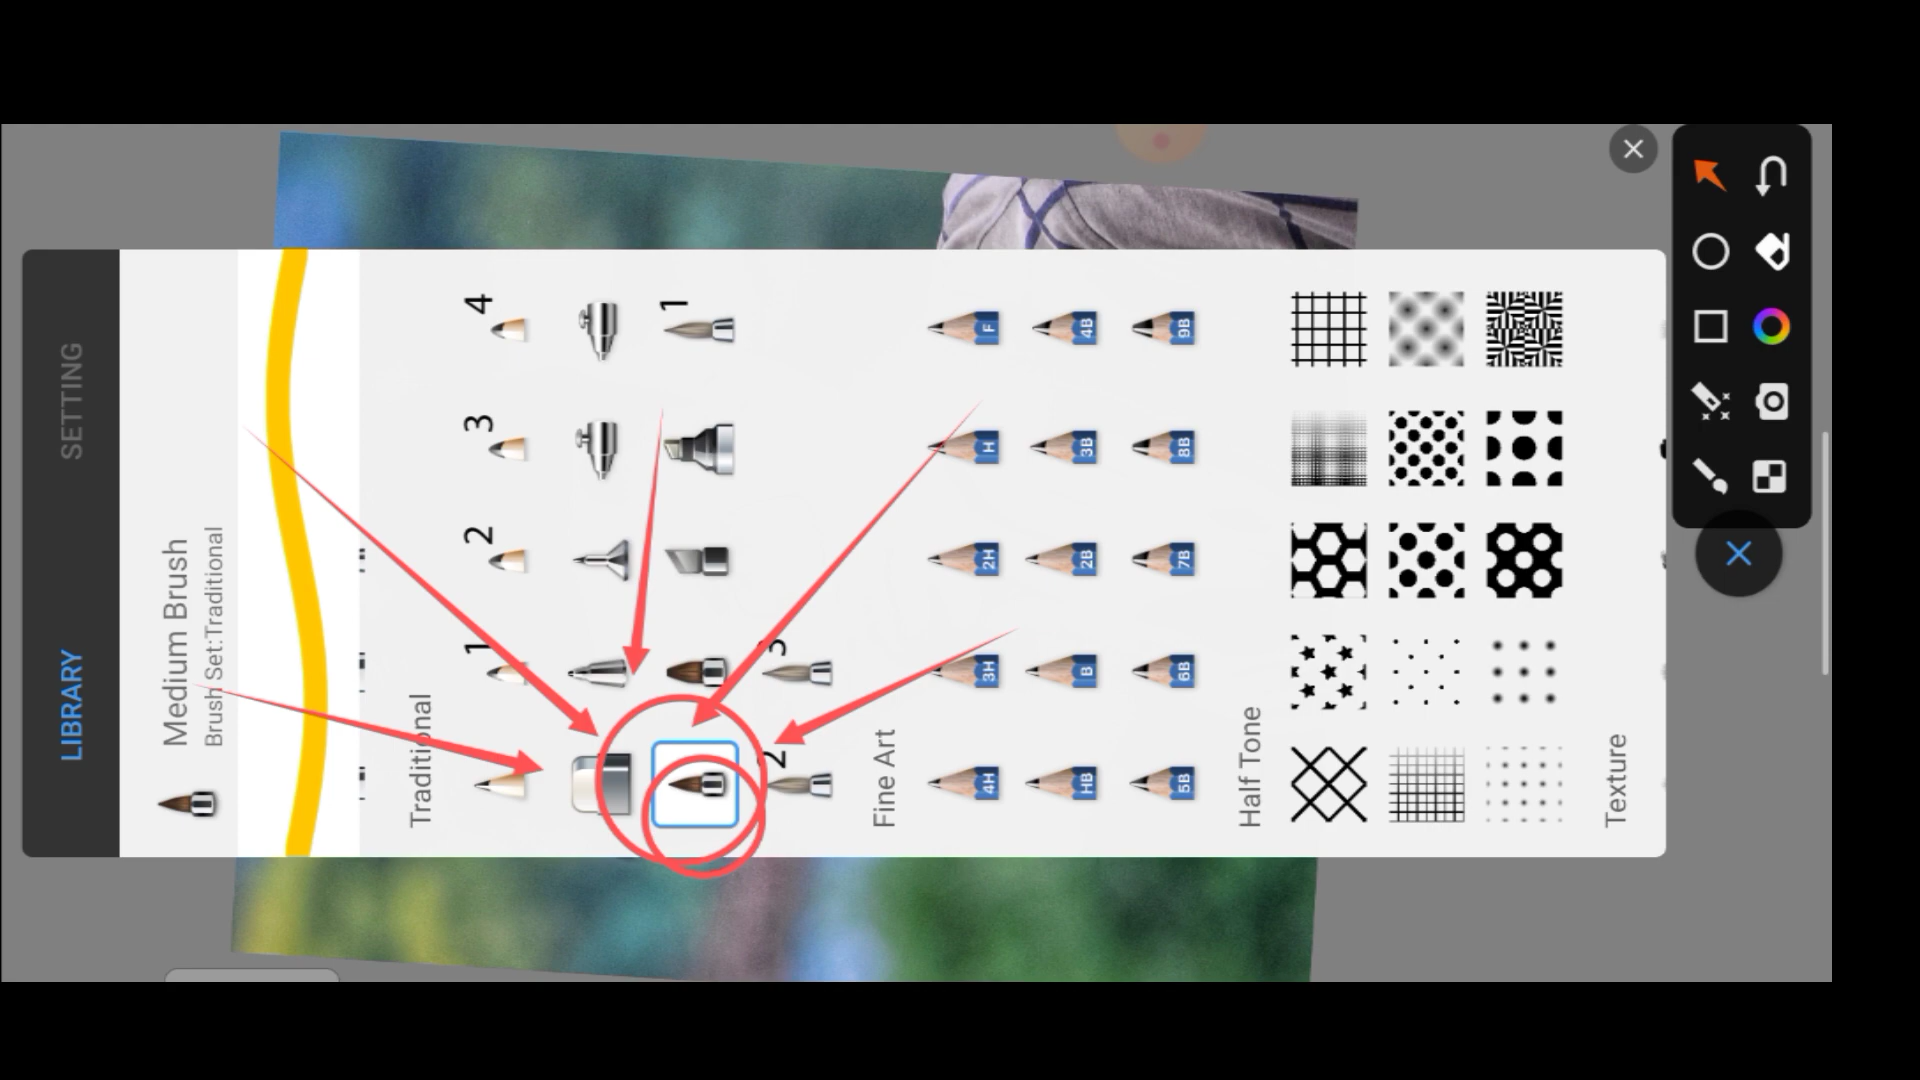 LIBRARY SETTING
Medium Brush
Brush Set:Traditional
Traditional
1 2 3 4
1
2 3
Fine Art
4H 3H 2H H F
HB B 2B 3B 4B
5B 6B 7B 8B 9B
Half Tone
Texture